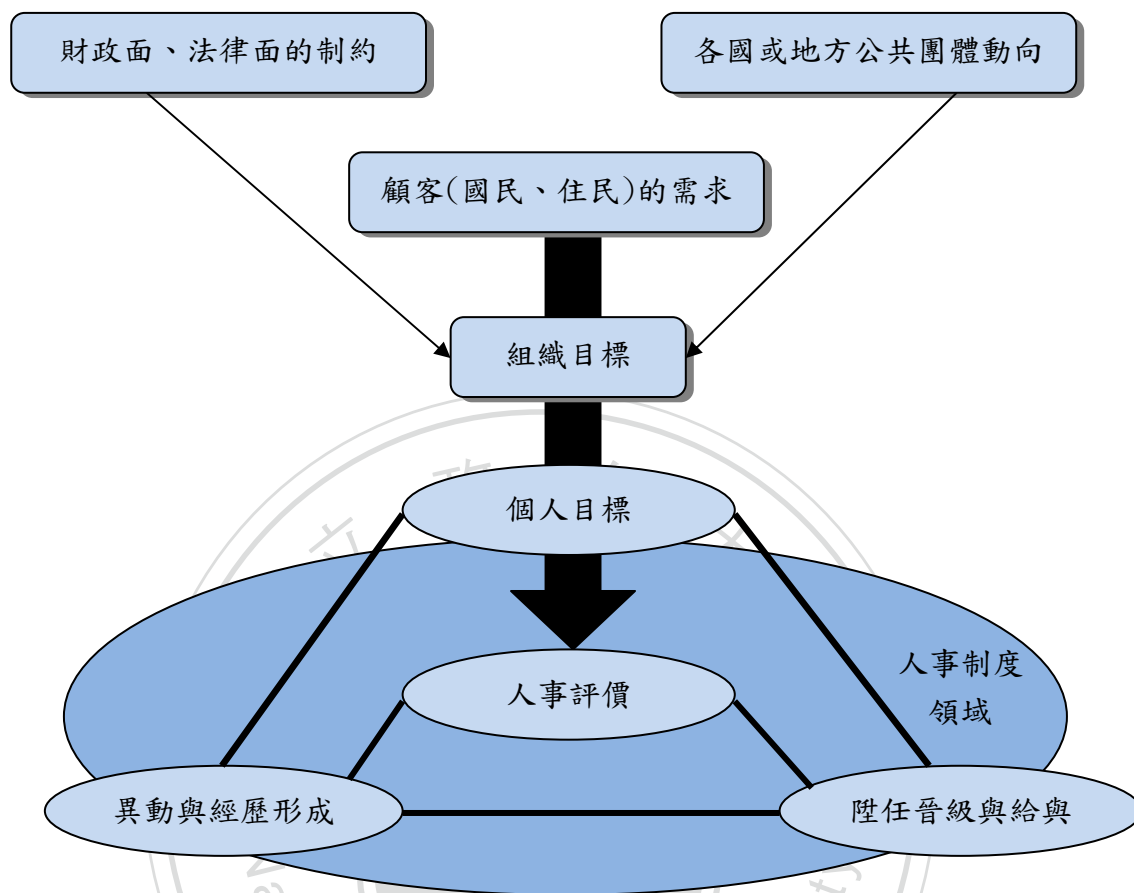 財政面、法律面的制約
各國或地方公共團體動向
顧客(國民、住民)的需求
組織目標
個人目標
人事制度
領域
人事評價
異動與經歷形成
陞任晉級與給與